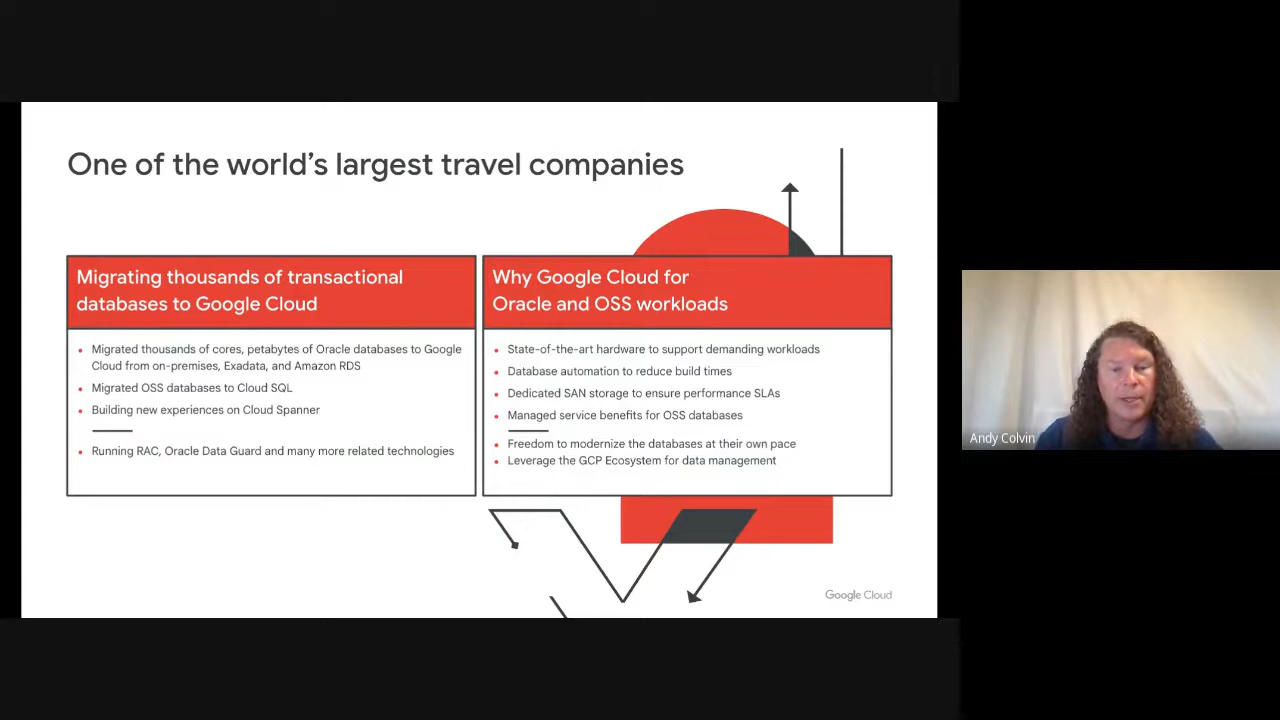 One of the world's largest travel companies
Migrating thousands of transactional
databases to Google Cloud
Migrated thousands of cores, petabytes of Oracle databases to Google
Cloud from on-premises, Exadata, and Amazon RDS
Migrated OSS databases to Cloud SQL
Building new experiences on Cloud Spanner
Running RAC, Oracle Data Guard and many more related technologies
Why Google Cloud for
Oracle and OSS workloads
State-of-the-art hardware to support demanding workloads
Database automation to reduce build times
Dedicated SAN storage to ensure performance SLAs
Managed service benefits for OSS databases
Freedom to modernize the databases at their own pace
Leverage the GCP Ecosystem for data management
Google Cloud
Andy Colvin